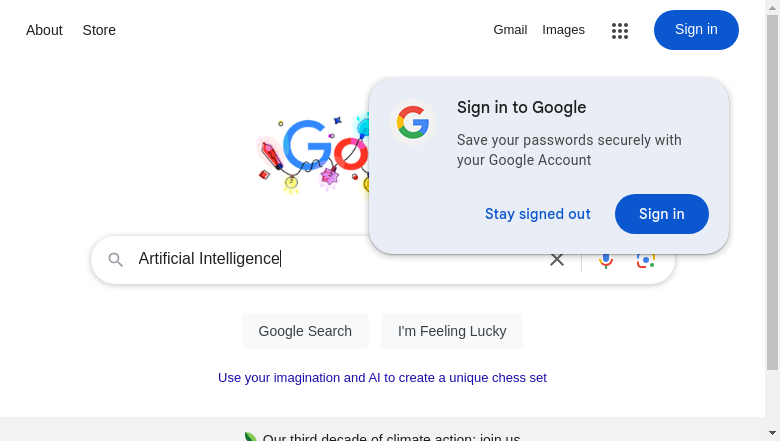 About Store Gmail Images Sign in
Sign in to Google
Save your passwords securely with
your Google Account
Stay signed out Sign in
Artificial Intelligence
Google Search I'm Feeling Lucky
Use your imagination and AI to create a unique chess set
Our third decade of climate action: join us